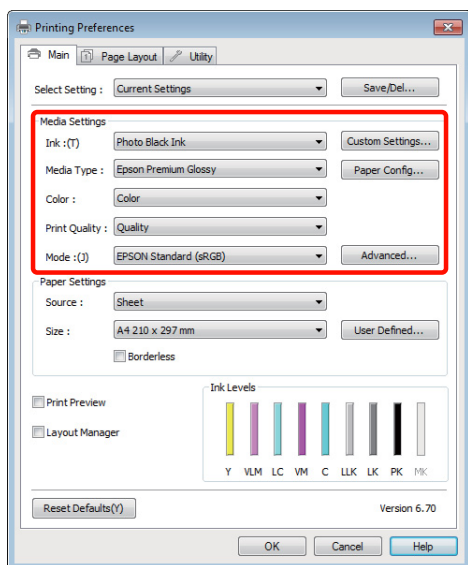 Printing Preferences
Main Page Layout Utility
Select Setting : Current Settings Save/Del...
Media Settings
Ink :(T) Photo Black Ink Custom Settings...
Media Type : Epson Premium Glossy Paper Config...
Color : Color
Print Quality : Quality
Mode :(J) EPSON Standard (sRGB) Advanced...
Paper Settings
Source : Sheet
Size : A4 210 x 297 mm User Defined...
Borderless
Print Preview
Layout Manager
Ink Levels
Y VLM LC VM C LLK LK PK MK
Reset Defaults(Y) Version 6.70
OK Cancel Help